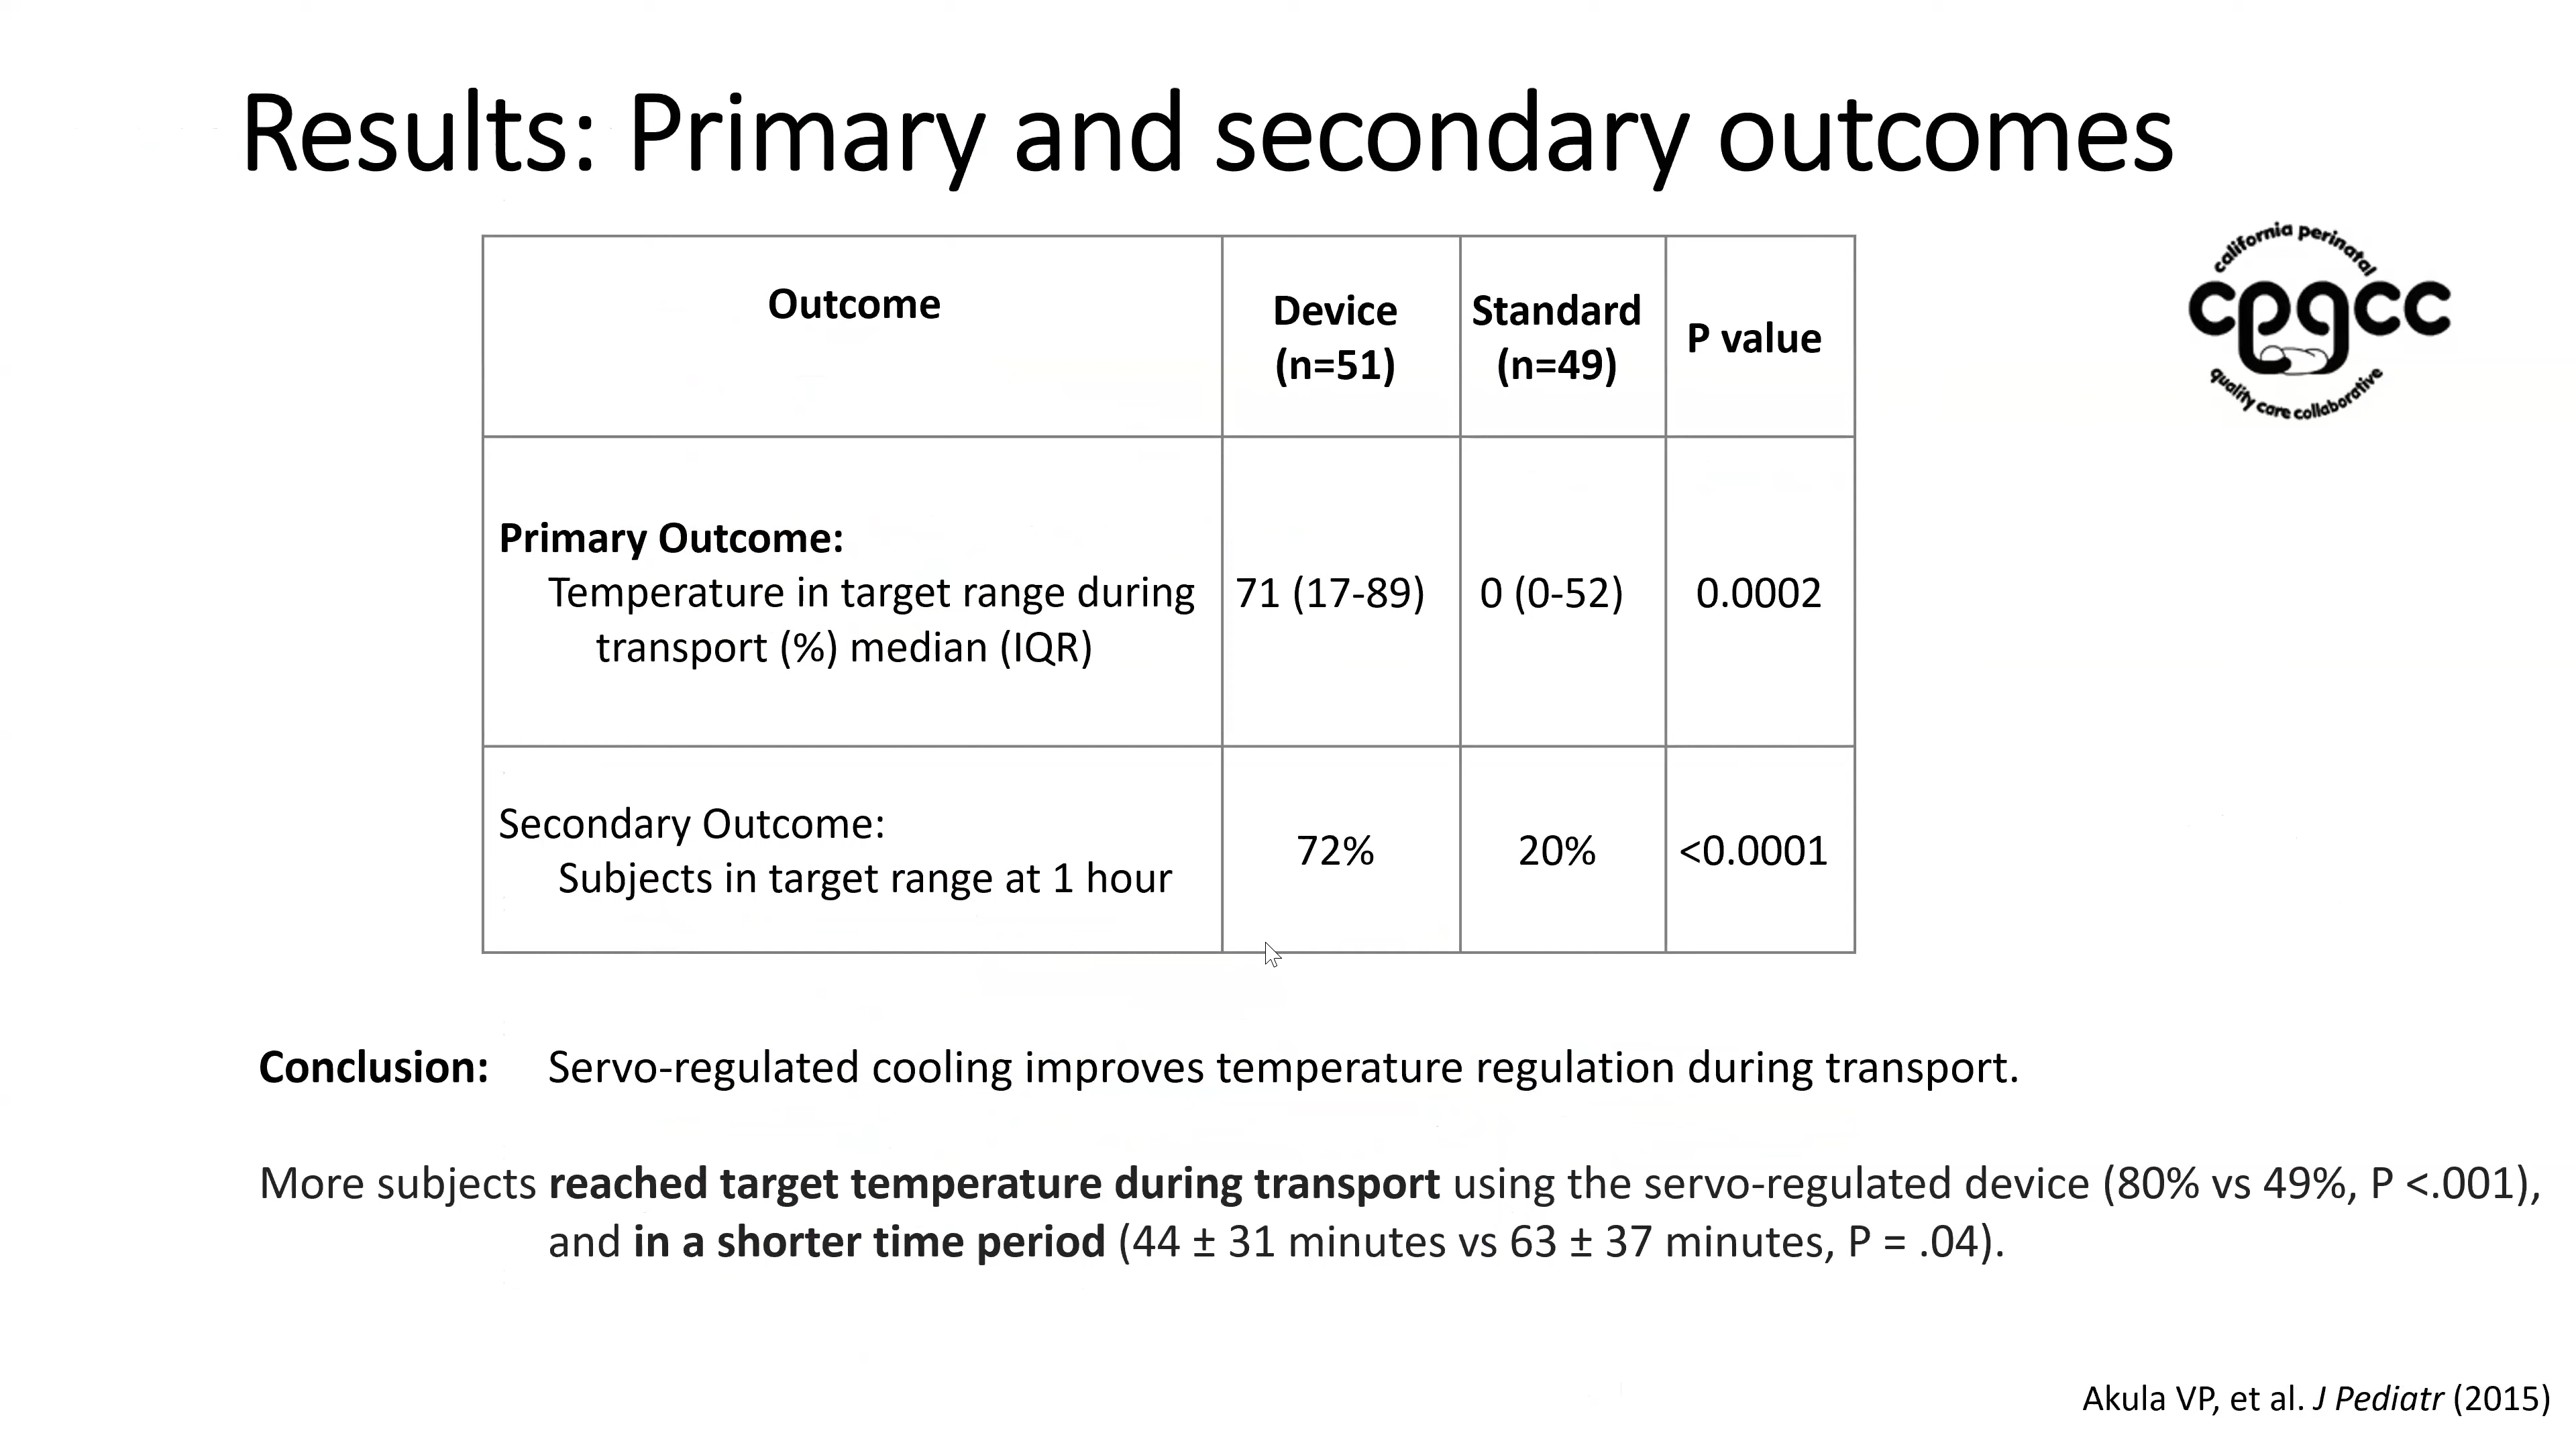 Results: Primary and secondary outcomes
california perinatal
cpqcc
quality care collaborative
Outcome
Device
(n=51)
Standard
(n=49)
P value
Primary Outcome:
Temperature in target range during
transport (%) median (IQR)
71 (17-89)
0 (0-52)
0.0002
Secondary Outcome:
Subjects in target range at 1 hour
72%
20%
<0.0001
Conclusion: Servo-regulated cooling improves temperature regulation during transport.
More subjects reached target temperature during transport using the servo-regulated device (80% vs 49%, P <.001),
and in a shorter time period (44 ± 31 minutes vs 63 ± 37 minutes, P = .04).
Akula VP, et al. J Pediatr (2015)